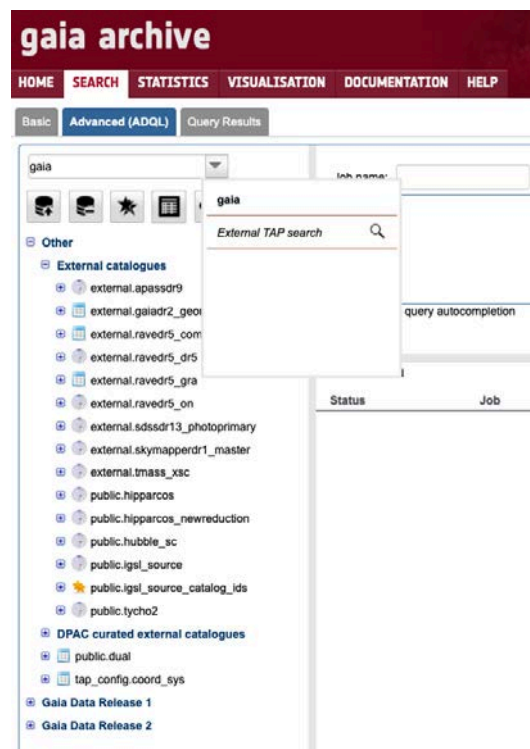 gaia archive
HOME SEARCH STATISTICS VISUALISATION DOCUMENTATION HELP
Basic Advanced (ADQL) Query Results
gaia
Job name:
gaia
External TAP search
Other
External catalogues
external.apassdr9
external.gaiadr2_geo
query autocompletion
external.ravedr5_com
external.ravedr5_dr5
external.ravedr5_gra
external.ravedr5_on
Status Job
external.sdssdr13_photoprimary
external.skymapperdr1_master
external.tmass_xsc
public.hipparcos
public.hipparcos_newreduction
public.hubble_sc
public.igsl_source
public.igsl_source_catalog_ids
public.tycho2
DPAC curated external catalogues
public.dual
tap_config.coord_sys
Gaia Data Release 1
Gaia Data Release 2